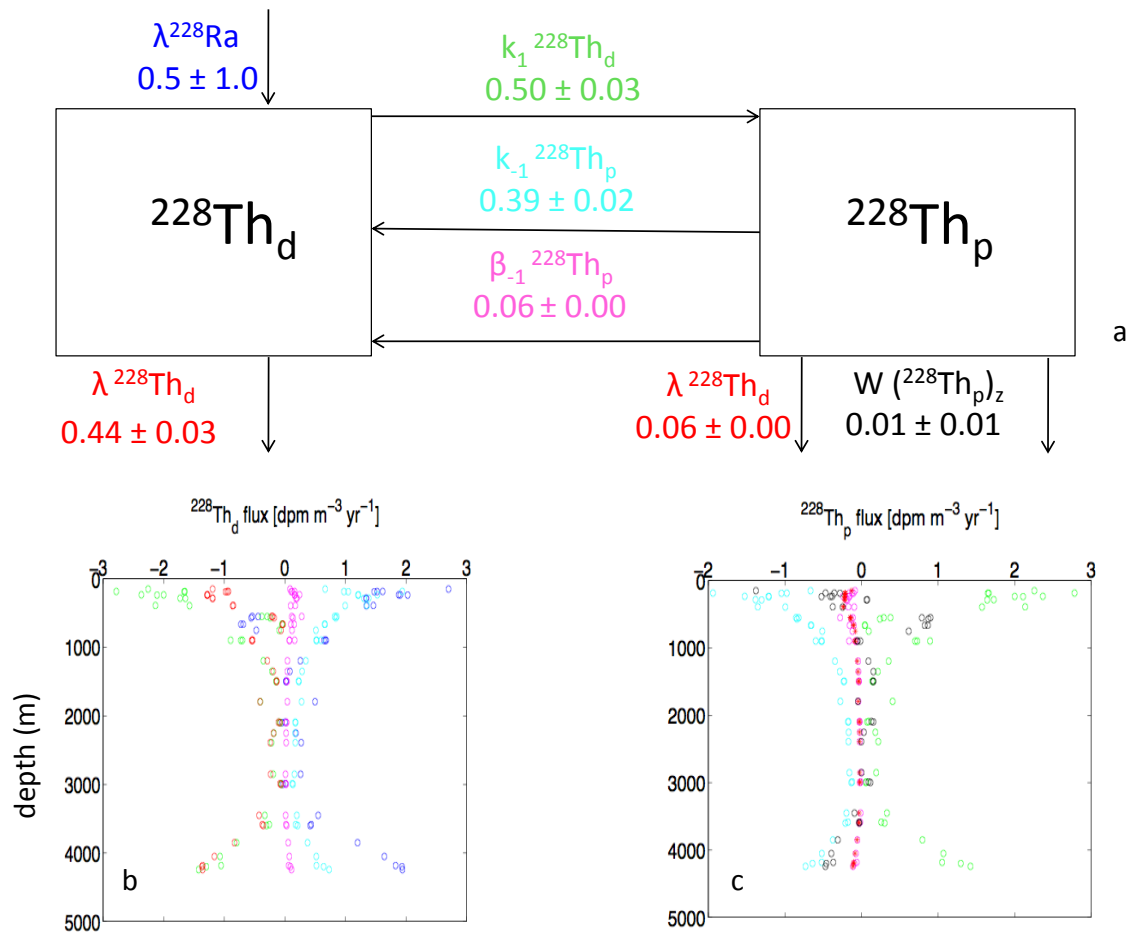 λ²²⁸Ra
0.5 ± 1.0
k₁ ²²⁸Th_d
0.50 ± 0.03
k₋₁ ²²⁸Th_p
0.39 ± 0.02
β₋₁ ²²⁸Th_p
0.06 ± 0.00
²²⁸Th_d
²²⁸Th_p
a
λ ²²⁸Th_d
0.44 ± 0.03
λ ²²⁸Th_d
0.06 ± 0.00
W (²²⁸Th_p)_z
0.01 ± 0.01
²²⁸Th_d flux [dpm m⁻³ yr⁻¹]
−3 −2 −1 0 1 2 3
0
1000
2000
3000
4000
5000
depth (m)
b
²²⁸Th_p flux [dpm m⁻³ yr⁻¹]
−2 −1 0 1 2 3
0
1000
2000
3000
4000
5000
c